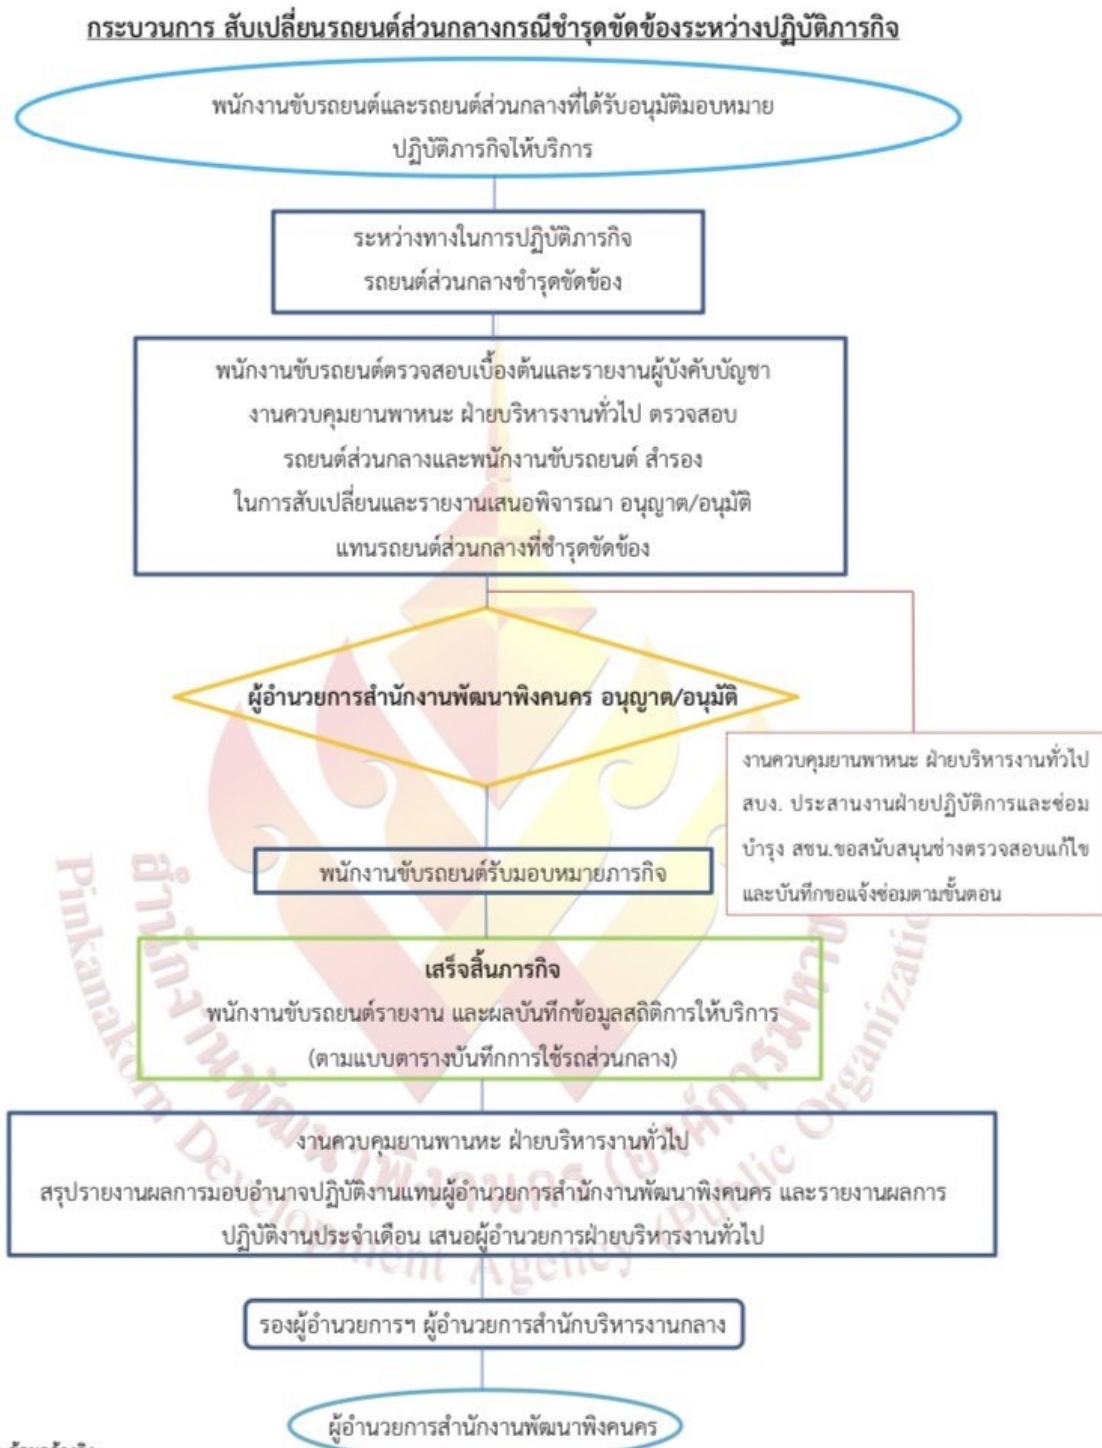 กระบวนการ สับเปลี่ยนรถยนต์ส่วนกลางกรณีชำรุดขัดข้องระหว่างปฏิบัติภารกิจ
พนักงานขับรถยนต์และรถยนต์ส่วนกลางที่ได้รับอนุมัติมอบหมาย
ปฏิบัติภารกิจให้บริการ
ระหว่างทางในการปฏิบัติภารกิจ
รถยนต์ส่วนกลางชำรุดขัดข้อง
พนักงานขับรถยนต์ตรวจสอบเบื้องต้นและรายงานผู้บังคับบัญชา
งานควบคุมยานพาหนะ ฝ่ายบริหารงานทั่วไป ตรวจสอบ
รถยนต์ส่วนกลางและพนักงานขับรถยนต์ สำรอง
ในการสับเปลี่ยนและรายงานเสนอพิจารณา อนุญาต/อนุมัติ
แทนรถยนต์ส่วนกลางที่ชำรุดขัดข้อง
ผู้อำนวยการสำนักงานพัฒนาพิงคนคร อนุญาต/อนุมัติ
งานควบคุมยานพาหนะ ฝ่ายบริหารงานทั่วไป
สบง. ประสานงานฝ่ายปฏิบัติการและซ่อม
บำรุง สชน.ขอสนับสนุนช่างตรวจสอบแก้ไข
และบันทึกขอแจ้งซ่อมตามขั้นตอน
พนักงานขับรถยนต์รับมอบหมายภารกิจ
เสร็จสิ้นภารกิจ
พนักงานขับรถยนต์รายงาน และผลบันทึกข้อมูลสถิติการให้บริการ
(ตามแบบตารางบันทึกการใช้รถส่วนกลาง)
งานควบคุมยานพานหะ ฝ่ายบริหารงานทั่วไป
สรุปรายงานผลการมอบอำนาจปฏิบัติงานแทนผู้อำนวยการสำนักงานพัฒนาพิงคนคร และรายงานผลการ
ปฏิบัติงานประจำเดือน เสนอผู้อำนวยการฝ่ายบริหารงานทั่วไป
รองผู้อำนวยการฯ ผู้อำนวยการสำนักบริหารงานกลาง
ผู้อำนวยการสำนักงานพัฒนาพิงคนคร
สำนักงานพัฒนาพิงคนคร (องค์การมหาช
Pinkanakorn Development Agency (Public Organizatio